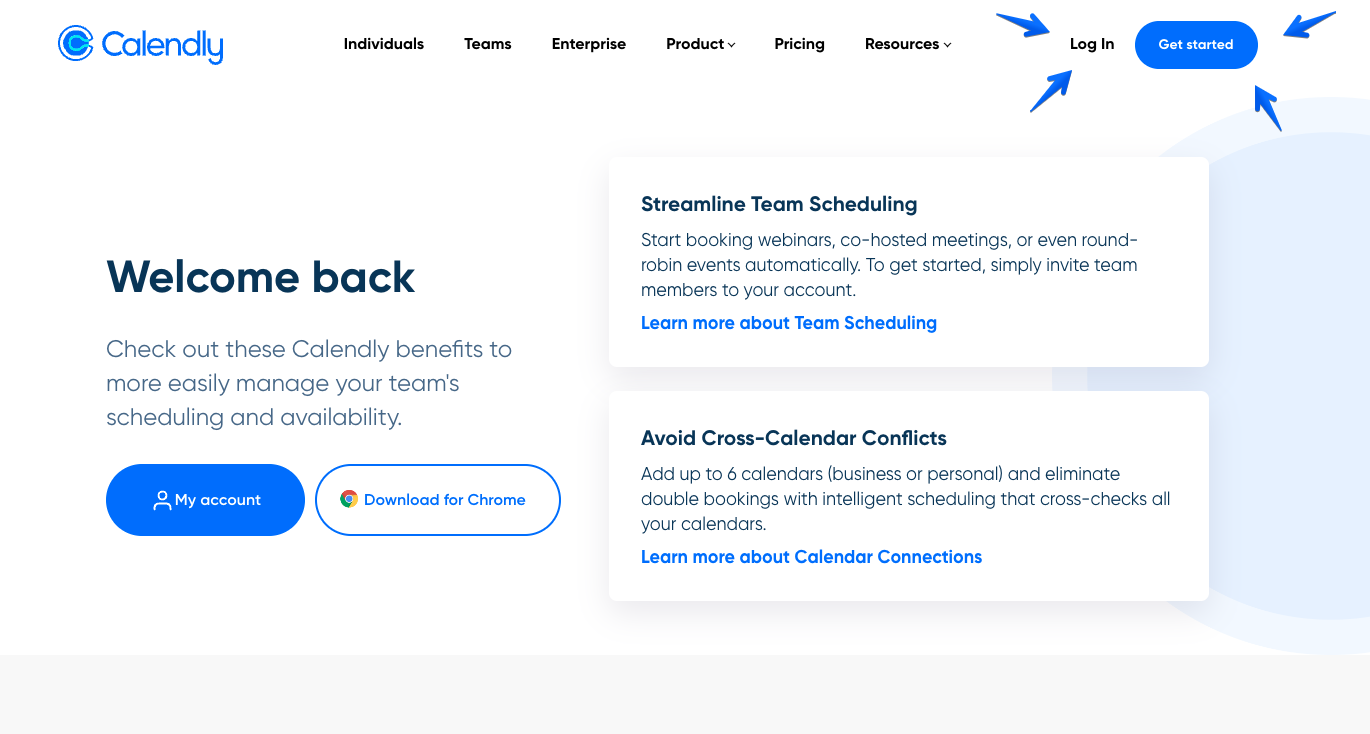 Calendly
Individuals Teams Enterprise Product Pricing Resources Log In Get started
Welcome back
Check out these Calendly benefits to
more easily manage your team's
scheduling and availability.
My account Download for Chrome
Streamline Team Scheduling
Start booking webinars, co-hosted meetings, or even round-
robin events automatically. To get started, simply invite team
members to your account.
Learn more about Team Scheduling
Avoid Cross-Calendar Conflicts
Add up to 6 calendars (business or personal) and eliminate
double bookings with intelligent scheduling that cross-checks all
your calendars.
Learn more about Calendar Connections